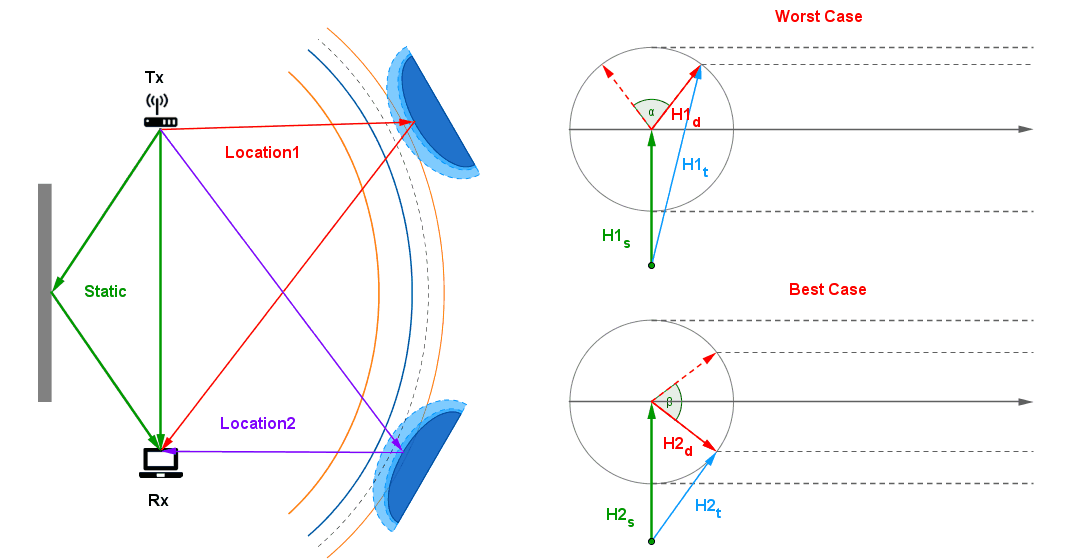 Tx
Location1
Static
Location2
Rx
Worst Case
α
H1d
H1t
H1s
Best Case
β
H2d
H2t
H2s